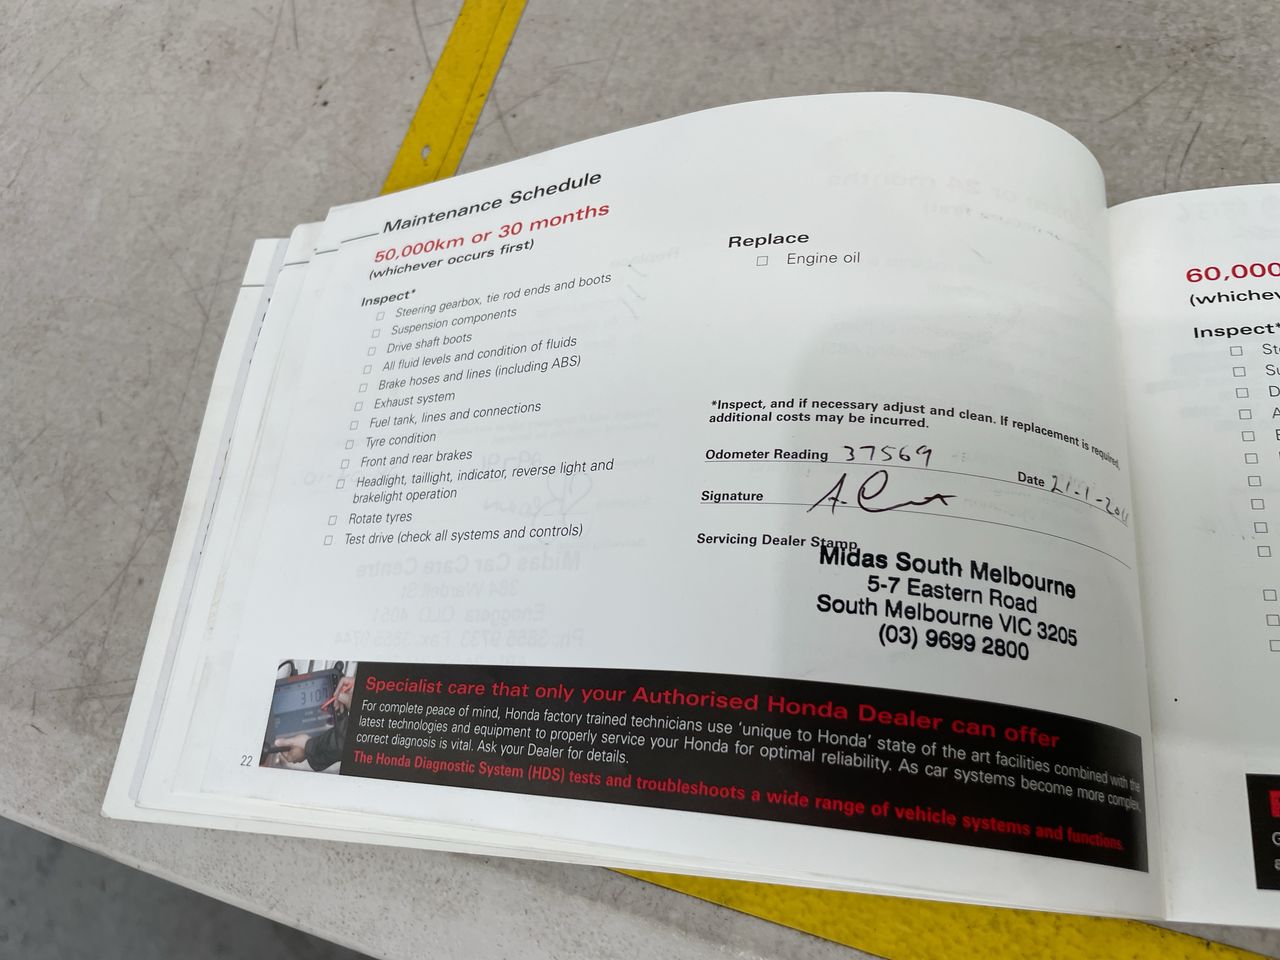 Maintenance Schedule
50,000km or 30 months
(whichever occurs first)
Inspect*
Steering gearbox, tie rod ends and boots
Suspension components
Drive shaft boots
All fluid levels and condition of fluids
Brake hoses and lines (including ABS)
Exhaust system
Fuel tank, lines and connections
Tyre condition
Front and rear brakes
Headlight, taillight, indicator, reverse light and
brakelight operation
Rotate tyres
Test drive (check all systems and controls)
Replace
Engine oil
*Inspect, and if necessary adjust and clean. If replacement is required,
additional costs may be incurred.
Odometer Reading 37569
Date 21-1-2011
Signature
Servicing Dealer Stamp
Midas South Melbourne
5-7 Eastern Road
South Melbourne VIC 3205
(03) 9699 2800
Specialist care that only your Authorised Honda Dealer can offer
For complete peace of mind, Honda factory trained technicians use 'unique to Honda' state of the art facilities combined with the
latest technologies and equipment to properly service your Honda for optimal reliability. As car systems become more complex,
correct diagnosis is vital. Ask your Dealer for details.
The Honda Diagnostic System (HDS) tests and troubleshoots a wide range of vehicle systems and functions.
22
60,000
(whichev
Inspect*